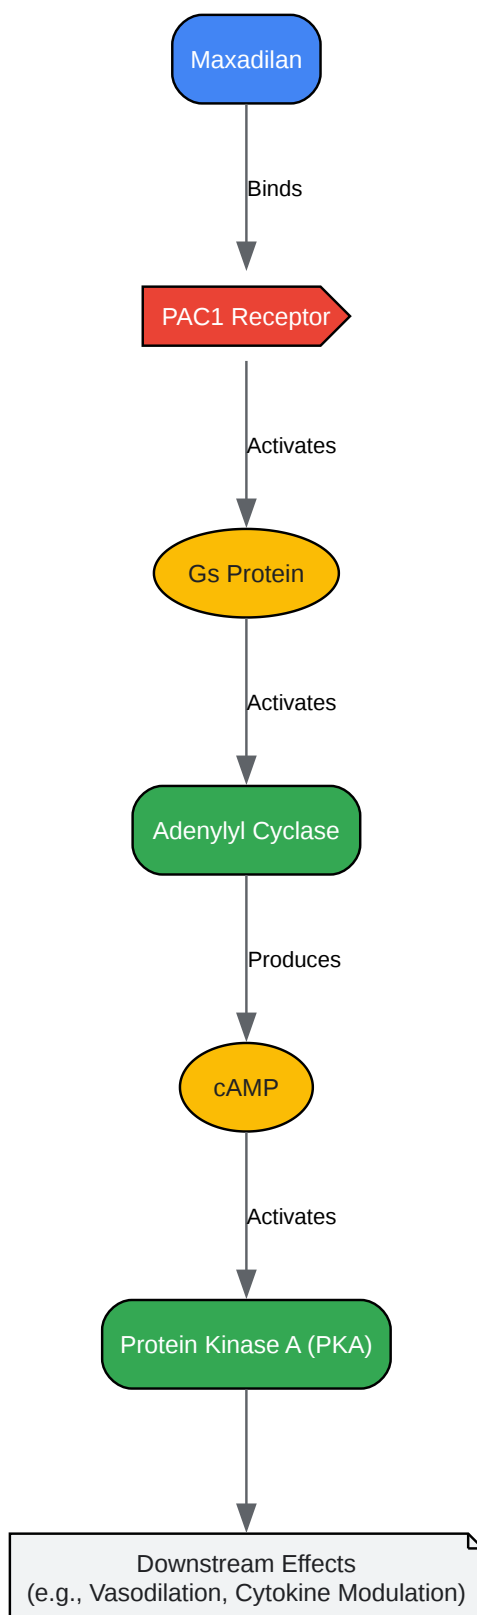 Maxadilan
Binds
PAC1 Receptor
Activates
Gs Protein
Activates
Adenylyl Cyclase
Produces
cAMP
Activates
Protein Kinase A (PKA)
Downstream Effects
(e.g., Vasodilation, Cytokine Modulation)